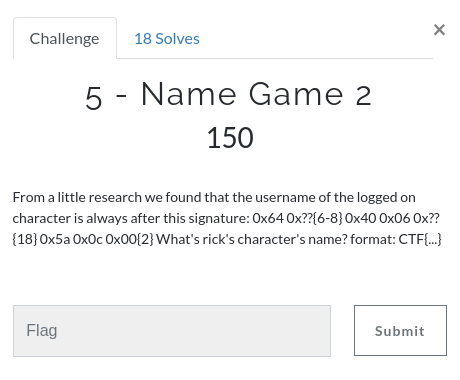 Challenge
18 Solves
×
5 - Name Game 2
150
From a little research we found that the username of the logged on
character is always after this signature: 0x64 0x??{6-8} 0x40 0x06 0x??
{18} 0x5a 0x0c 0x00{2} What's rick's character's name? format: CTF{...}
Flag
Submit